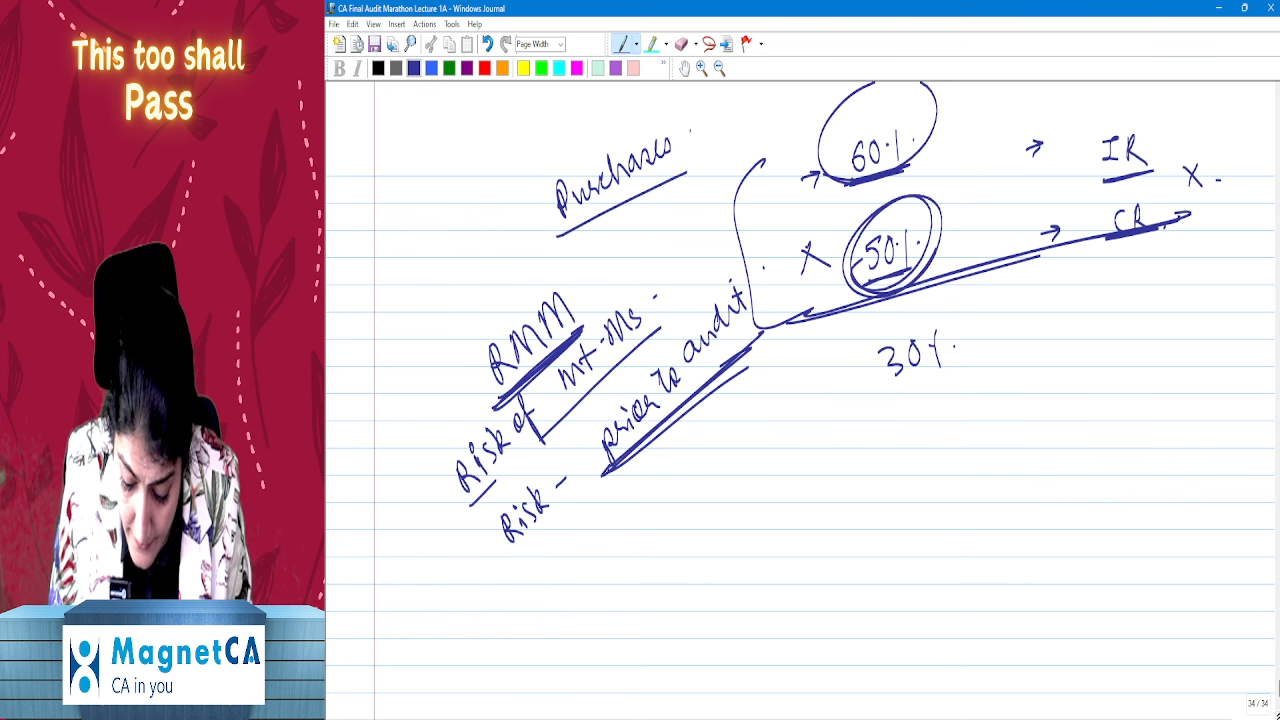 This too shall
Pass
MagnetCA
CA in you
CA Final Audit Marathon Lecture 1A - Windows Journal
File Edit View Insert Actions Tools Help
Page Width
B I
Purchases
60%. → IR
X 50%. → CR X.
30%.
RMM
Risk of Mt. Ms.
Risk - prior to audit
34 / 34